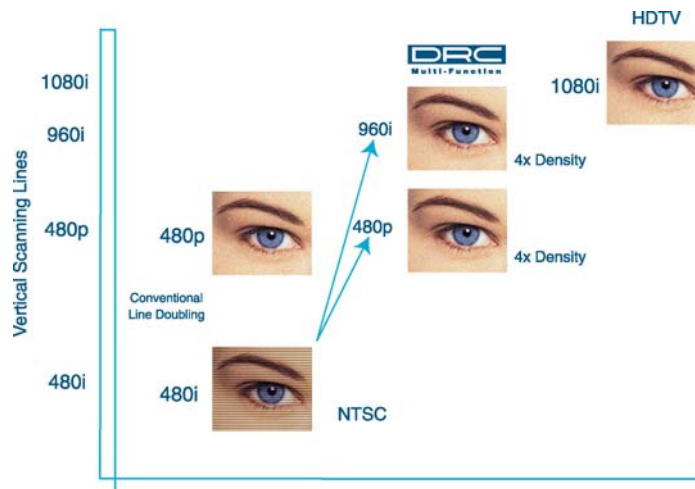 HDTV
DRC
Multi-Function
1080i
1080i
960i
960i
4x Density
Vertical Scanning Lines
480p
480p
480p
4x Density
Conventional
Line Doubling
480i
480i
NTSC